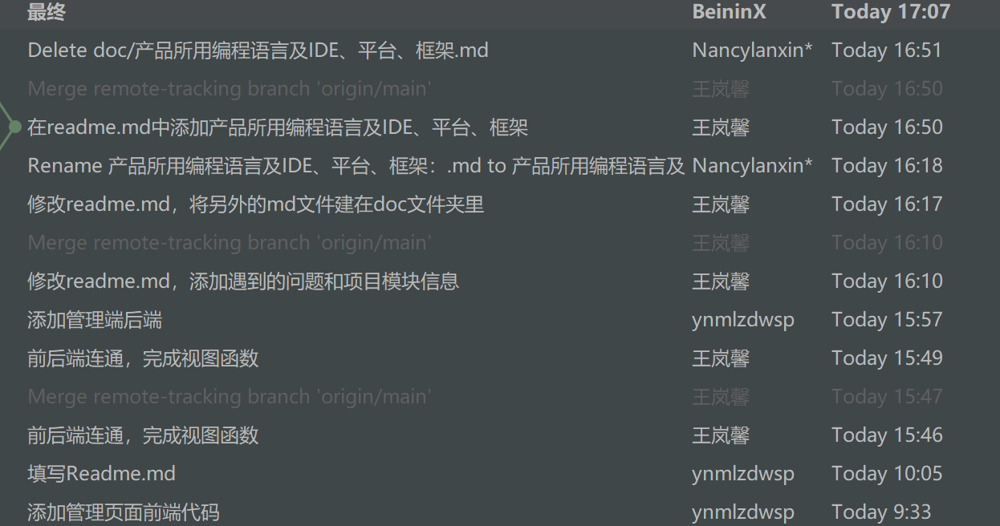 最终 BeininX Today 17:07
Delete doc/产品所用编程语言及IDE、平台、框架.md Nancylanxin* Today 16:51
Merge remote-tracking branch 'origin/main' 王岚馨 Today 16:50
在readme.md中添加产品所用编程语言及IDE、平台、框架 王岚馨 Today 16:50
Rename 产品所用编程语言及IDE、平台、框架：.md to 产品所用编程语言及 Nancylanxin* Today 16:18
修改readme.md，将另外的md文件建在doc文件夹里 王岚馨 Today 16:17
Merge remote-tracking branch 'origin/main' 王岚馨 Today 16:10
修改readme.md，添加遇到的问题和项目模块信息 王岚馨 Today 16:10
添加管理端后端 ynmlzdwsp Today 15:57
前后端连通，完成视图函数 王岚馨 Today 15:49
Merge remote-tracking branch 'origin/main' 王岚馨 Today 15:47
前后端连通，完成视图函数 王岚馨 Today 15:46
填写Readme.md ynmlzdwsp Today 10:05
添加管理页面前端代码 ynmlzdwsp Today 9:33